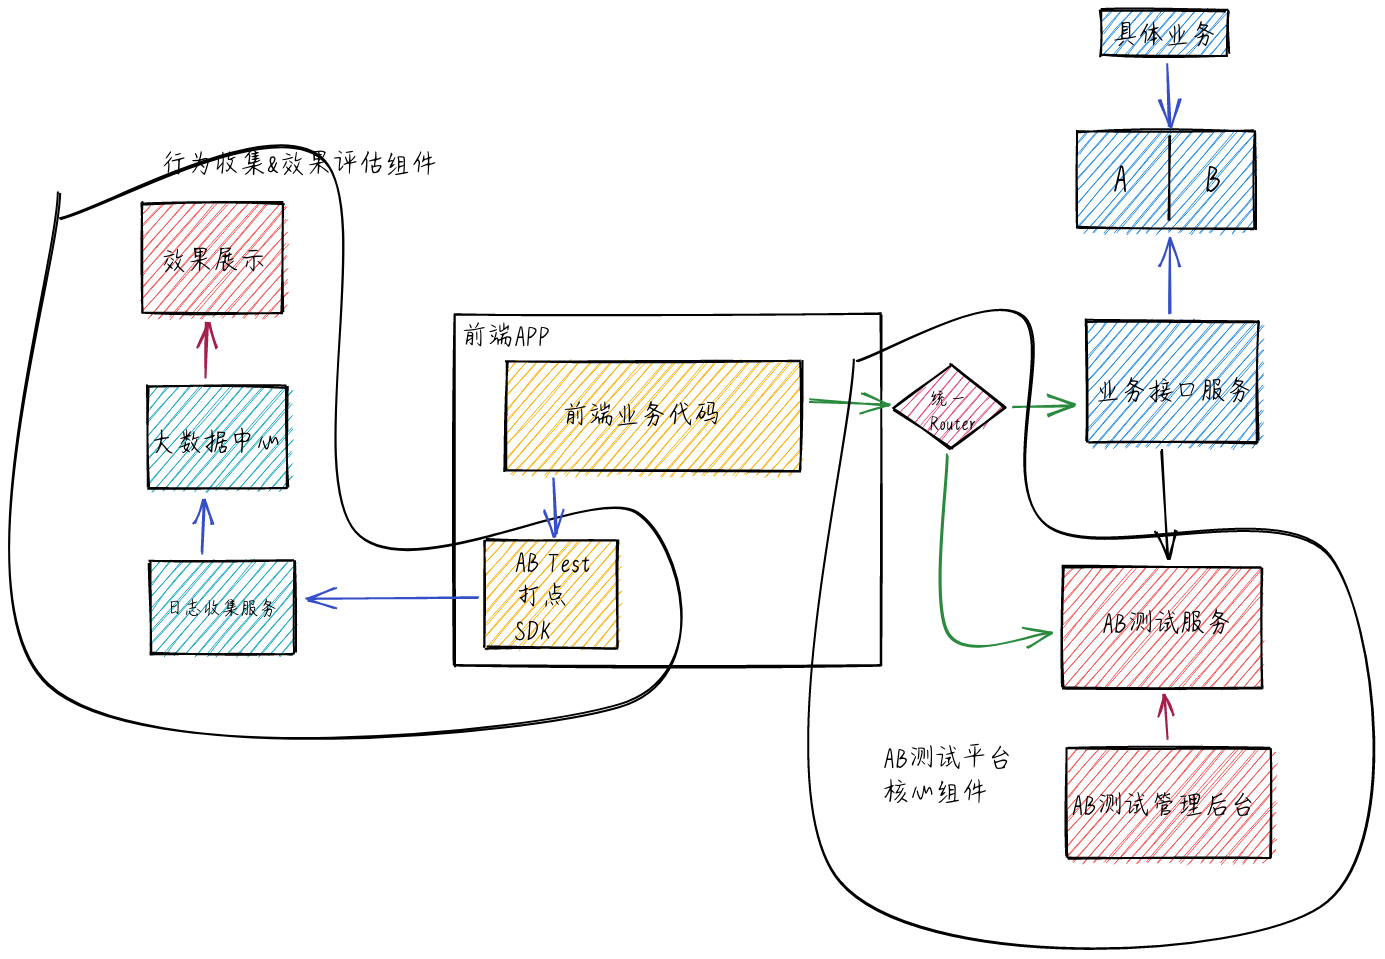 具体业务
A
B
行为收集&效果评估组件
效果展示
前端APP
前端业务代码
统一
Router
业务接口服务
大数据中心
AB Test
打点
SDK
日志收集服务
AB测试服务
AB测试平台
核心组件
AB测试管理后台